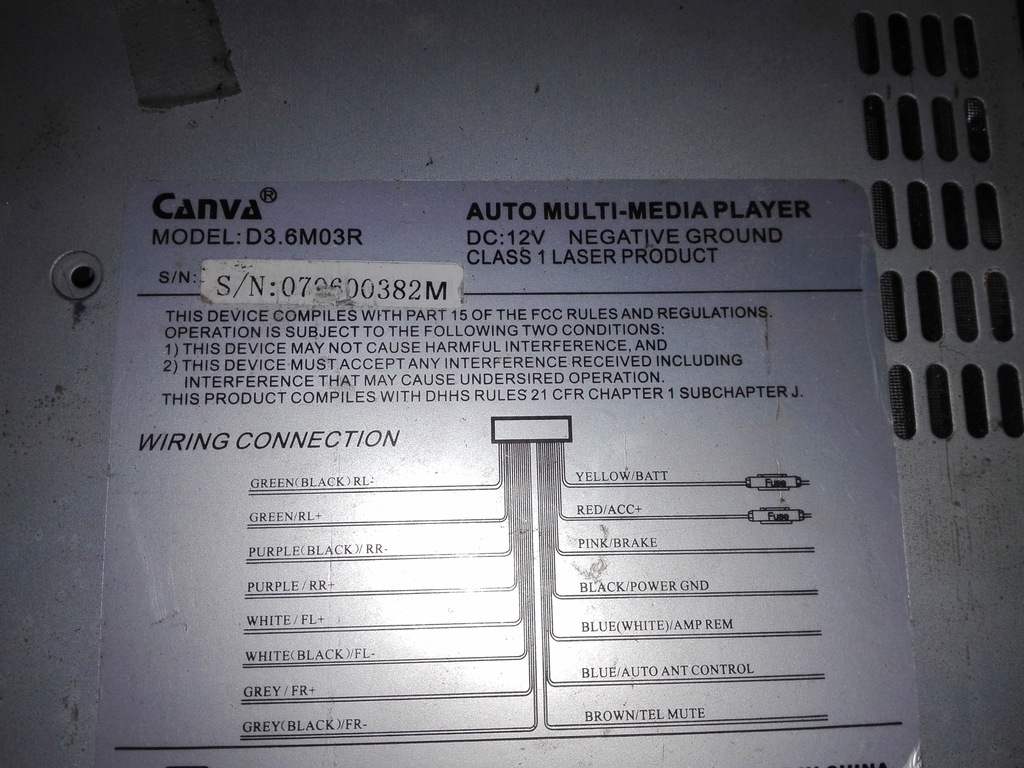 Canva®
MODEL: D3.6M03R
AUTO MULTI-MEDIA PLAYER
DC:12V NEGATIVE GROUND
CLASS 1 LASER PRODUCT
S/N:
S/N:070600382M
THIS DEVICE COMPILES WITH PART 15 OF THE FCC RULES AND REGULATIONS.
OPERATION IS SUBJECT TO THE FOLLOWING TWO CONDITIONS:
1) THIS DEVICE MAY NOT CAUSE HARMFUL INTERFERENCE, AND
2) THIS DEVICE MUST ACCEPT ANY INTERFERENCE RECEIVED INCLUDING
INTERFERENCE THAT MAY CAUSE UNDERSIRED OPERATION.
THIS PRODUCT COMPILES WITH DHHS RULES 21 CFR CHAPTER 1 SUBCHAPTER J.
WIRING CONNECTION
GREEN(BLACK)RL-
GREEN/RL+
PURPLE(BLACK)/RR-
PURPLE/RR+
WHITE/FL+
WHITE(BLACK)/FL-
GREY/FR+
GREY(BLACK)/FR-
YELLOW/BATT
Fuse
RED/ACC+
Fuse
PINK/BRAKE
BLACK/POWER GND
BLUE(WHITE)/AMP REM
BLUE/AUTO ANT CONTROL
BROWN/TEL MUTE
CHINA